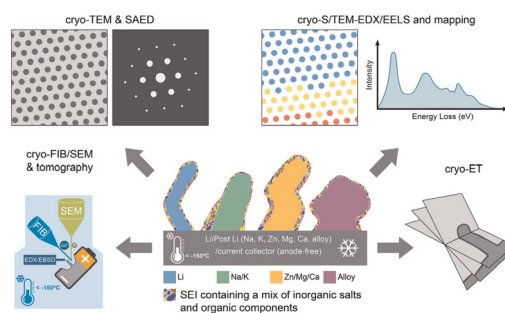 cryo-TEM & SAED
cryo-S/TEM-EDX/EELS and mapping
Intensity
Energy Loss (eV)
cryo-FIB/SEM
& tomography
cryo-ET
SEM
FIB
EDX/EBSD
< -150°C
Li/Post Li (Na, K, Zn, Mg, Ca, alloy)
/current collector (anode-free)
< -150°C
Li
Na/K
Zn/Mg/Ca
Alloy
SEI containing a mix of inorganic salts
and organic components